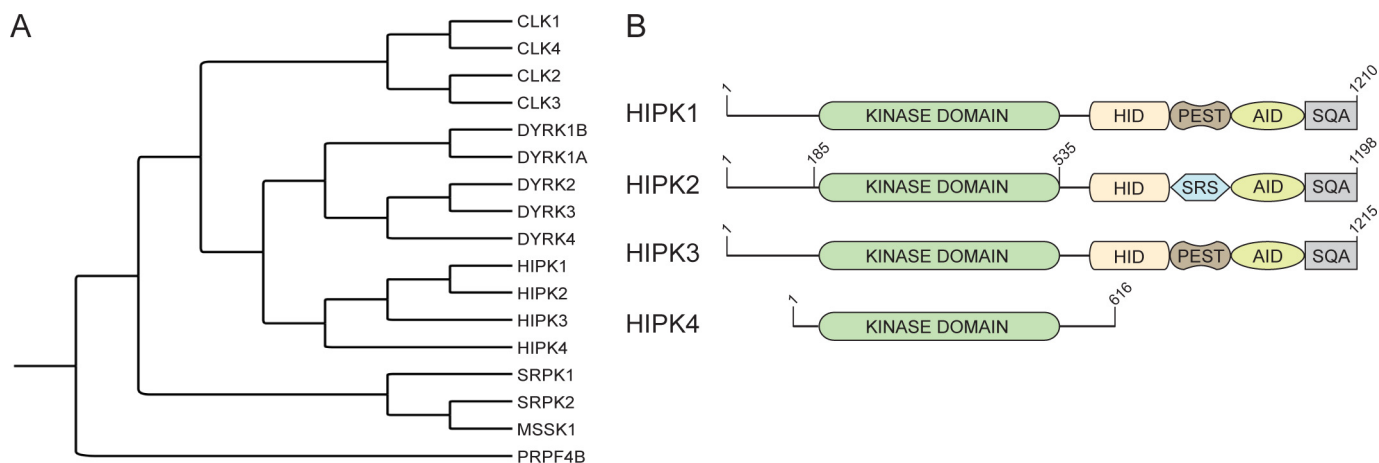 A
CLK1
CLK4
CLK2
CLK3
DYRK1B
DYRK1A
DYRK2
DYRK3
DYRK4
HIPK1
HIPK2
HIPK3
HIPK4
SRPK1
SRPK2
MSSK1
PRPF4B
B
1 1210
HIPK1 KINASE DOMAIN HID PEST AID SQA
1 185 535 1198
HIPK2 KINASE DOMAIN HID SRS AID SQA
1 1215
HIPK3 KINASE DOMAIN HID PEST AID SQA
1 616
HIPK4 KINASE DOMAIN